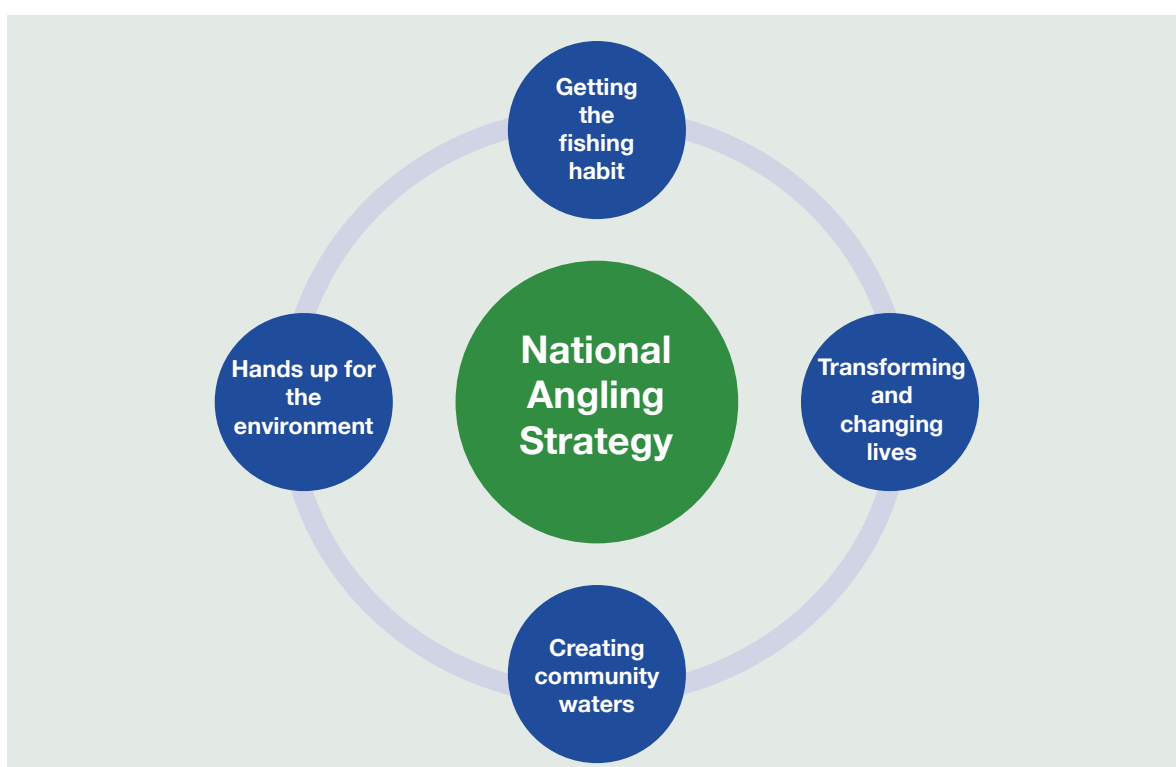 Getting
the
fishing
habit
Hands up for
the
environment
National
Angling
Strategy
Transforming
and
changing
lives
Creating
community
waters